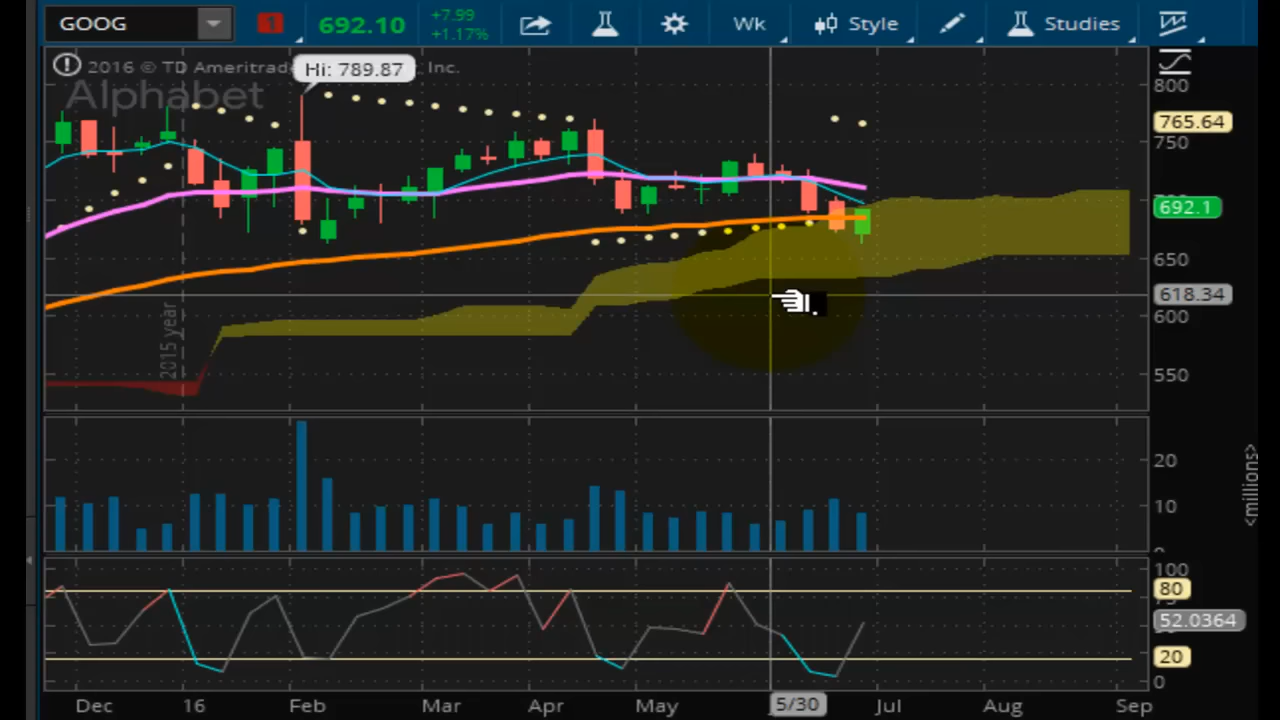 GOOG 1 692.10 +7.99 +1.17% Wk Style Studies
2016 © TD Ameritrade Inc.
Hi: 789.87
Alphabet
800
765.64
750
692.1
650
618.34
600
550
2015 year
20
10
<millions>
100
80
52.0364
20
0
Dec 16 Feb Mar Apr May 5/30 Jul Aug Sep